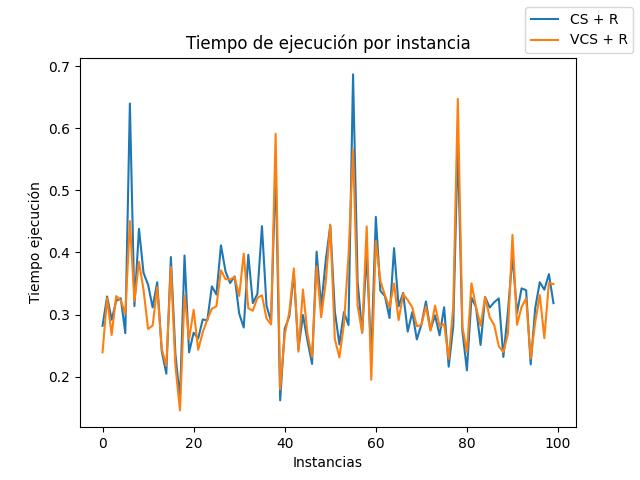 CS + R
VCS + R
Tiempo de ejecución por instancia
Tiempo ejecución
0.7
0.6
0.5
0.4
0.3
0.2
0 20 40 60 80 100
Instancias